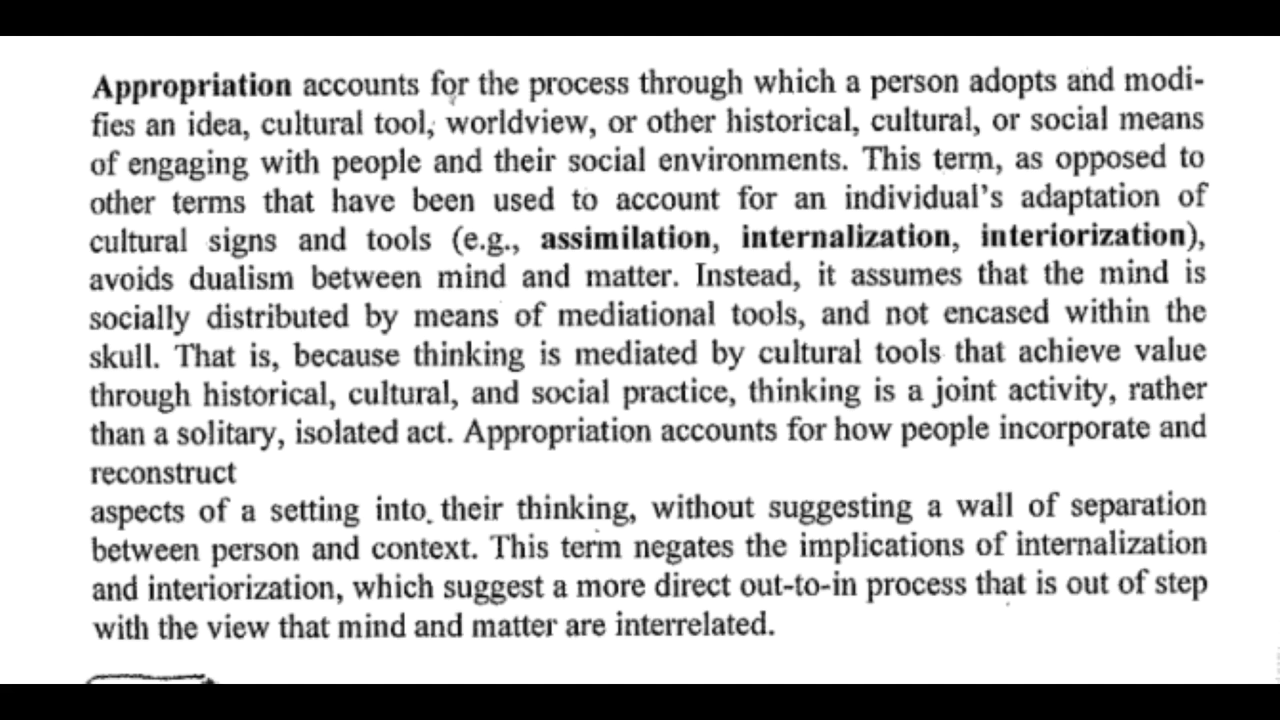 Appropriation accounts for the process through which a person adopts and modi-
fies an idea, cultural tool, worldview, or other historical, cultural, or social means
of engaging with people and their social environments. This term, as opposed to
other terms that have been used to account for an individual's adaptation of
cultural signs and tools (e.g., assimilation, internalization, interiorization),
avoids dualism between mind and matter. Instead, it assumes that the mind is
socially distributed by means of mediational tools, and not encased within the
skull. That is, because thinking is mediated by cultural tools that achieve value
through historical, cultural, and social practice, thinking is a joint activity, rather
than a solitary, isolated act. Appropriation accounts for how people incorporate and
reconstruct
aspects of a setting into their thinking, without suggesting a wall of separation
between person and context. This term negates the implications of internalization
and interiorization, which suggest a more direct out-to-in process that is out of step
with the view that mind and matter are interrelated.